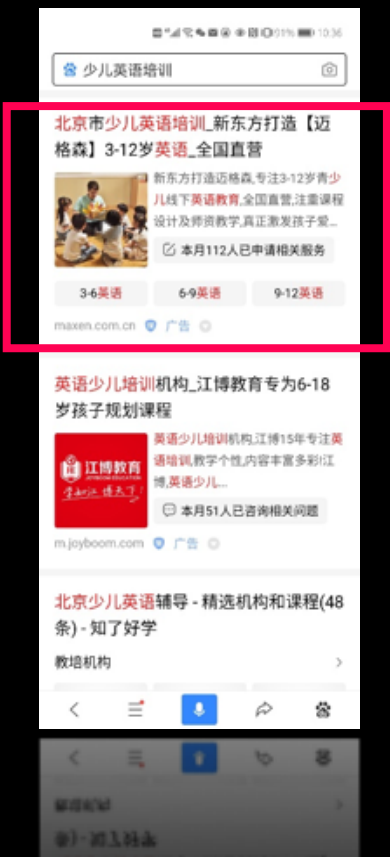 91% 10:36
少儿英语培训
北京市少儿英语培训_新东方打造【迈
格森】3-12岁英语_全国直营
新东方打造迈格森,专注3-12岁青少
儿线下英语教育,全国直营,注重课程
设计及师资教学,真正激发孩子爱...
本月112人已申请相关服务
3-6英语
6-9英语
9-12英语
maxen.com.cn 广告
英语少儿培训机构_江博教育专为6-18
岁孩子规划课程
江博教育
英语少儿培训机构,江博15年专注英
语培训,教学个性,内容丰富多彩!江
博,英语少儿...
本月51人已咨询相关问题
m.joyboom.com 广告
北京少儿英语辅导 - 精选机构和课程(48
条) - 知了好学
教培机构